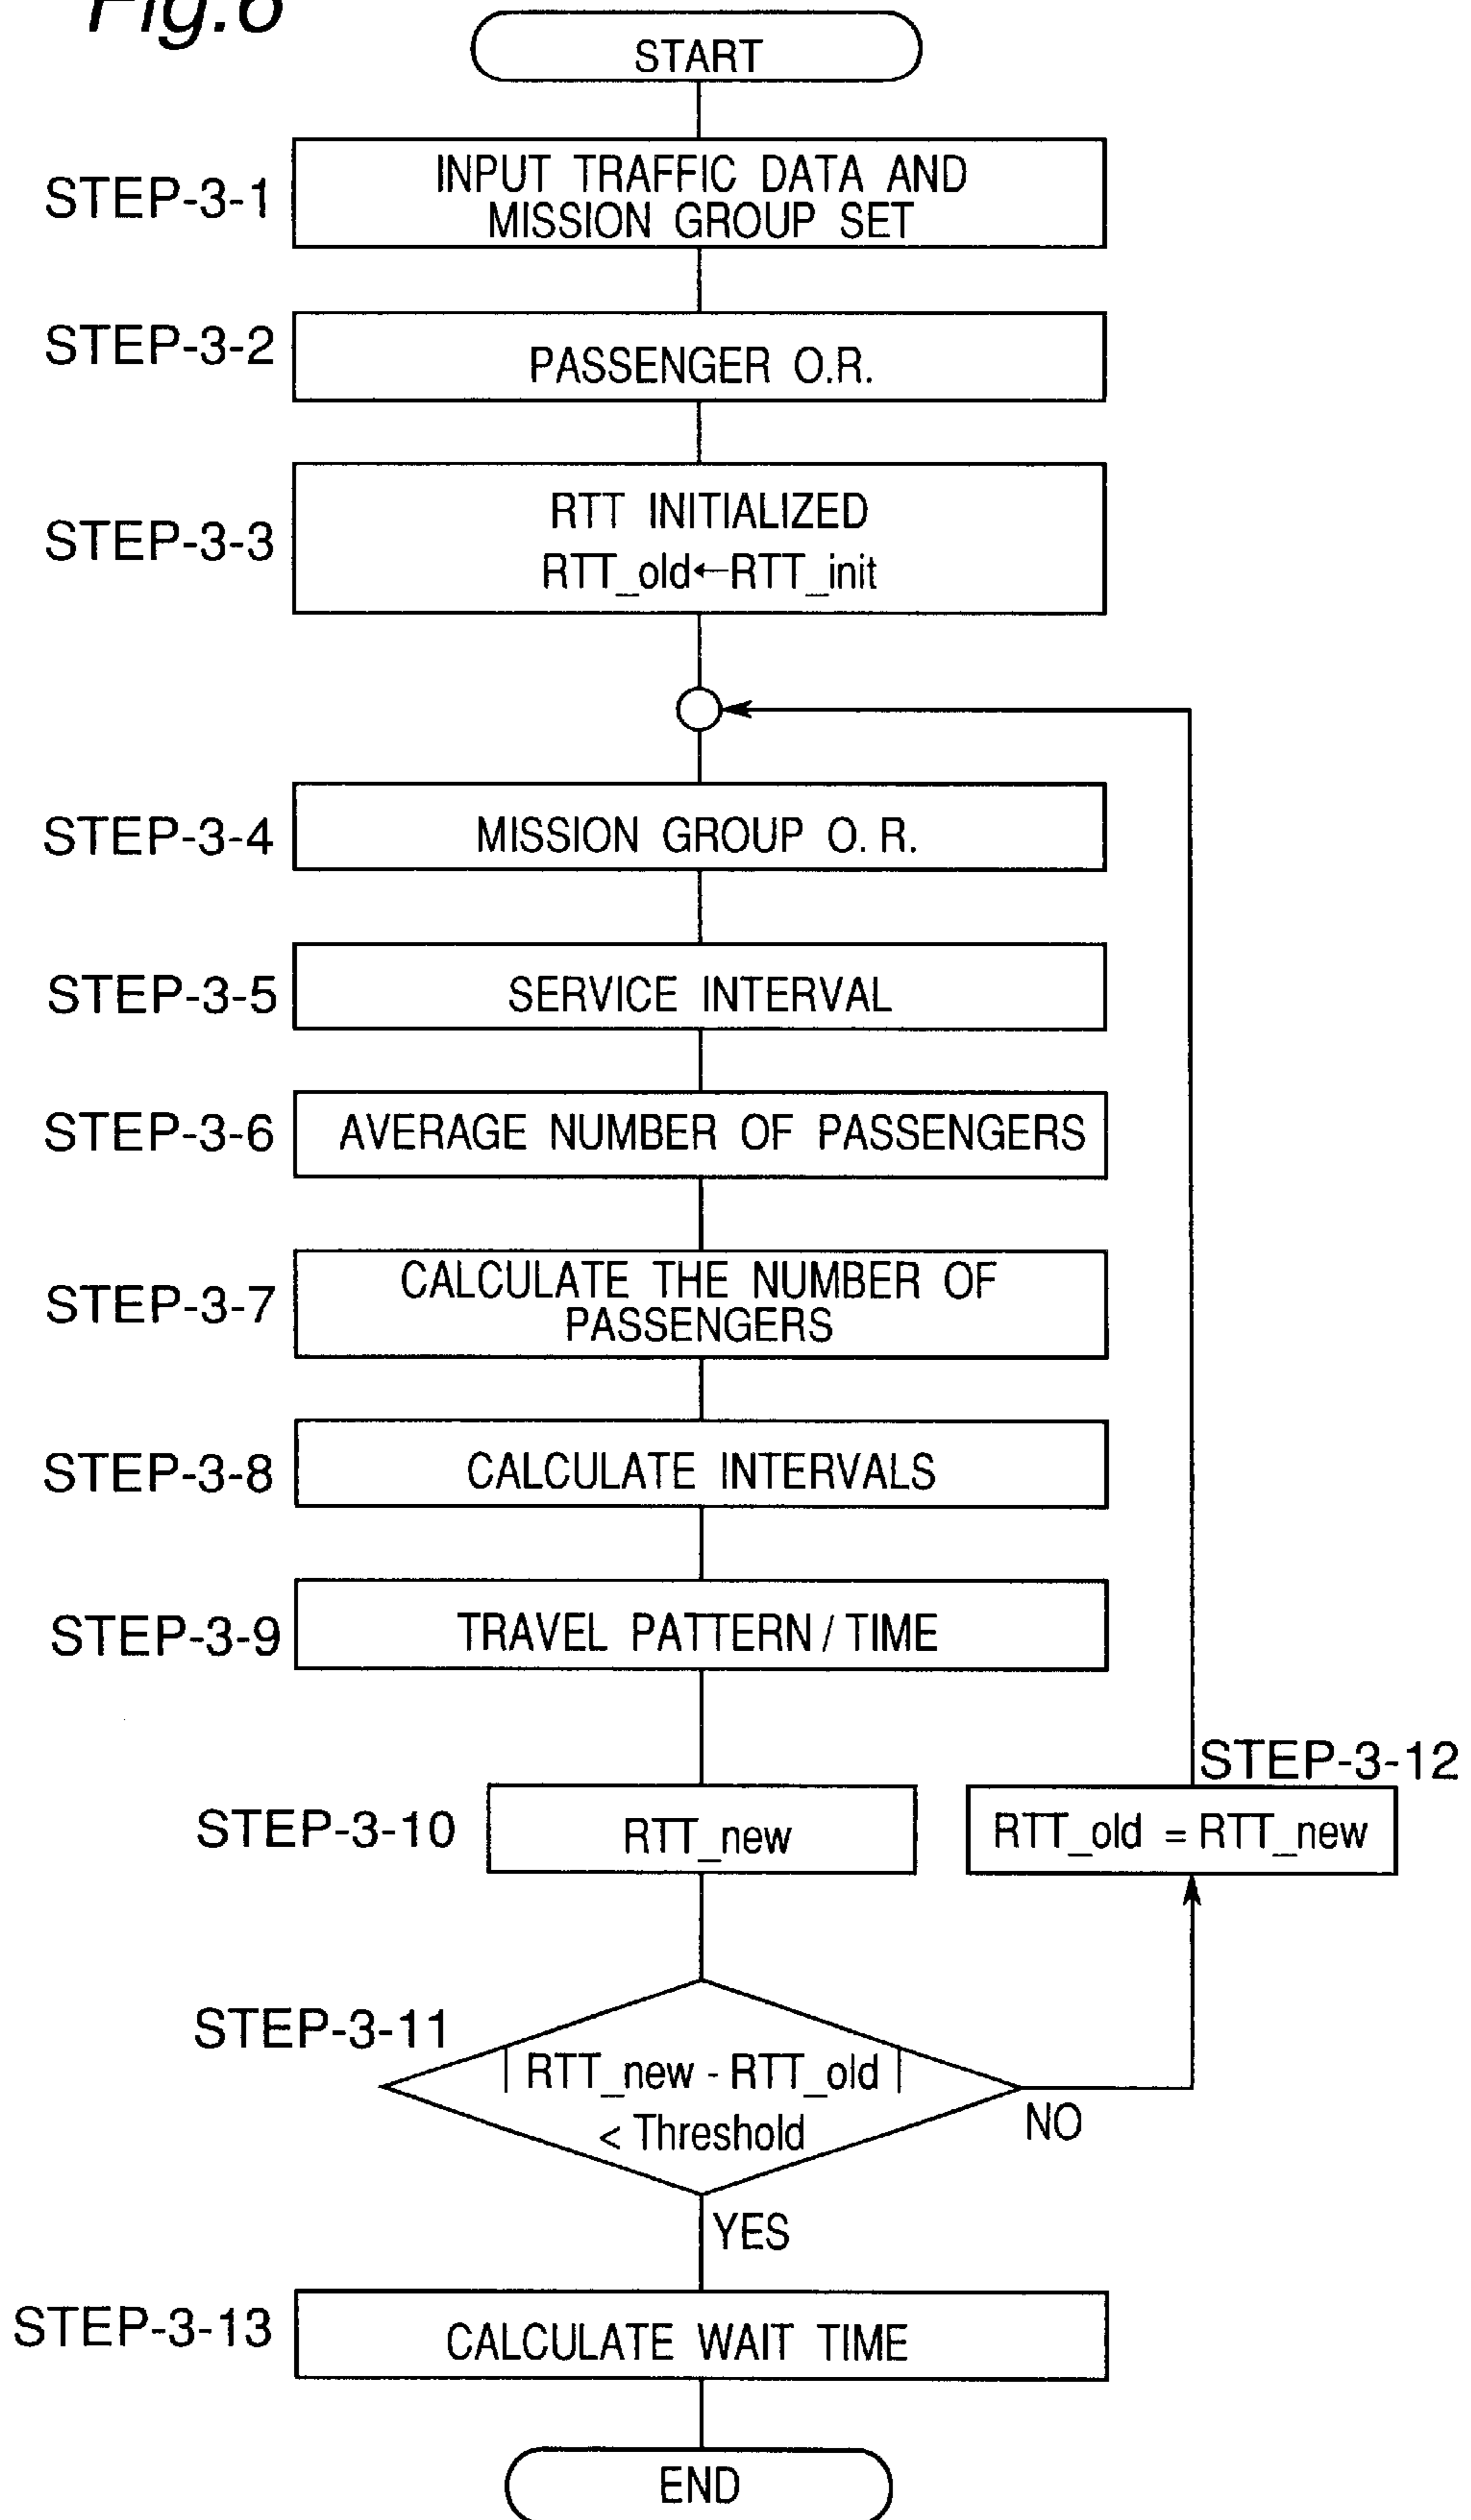 START
STEP-3-1
INPUT TRAFFIC DATA AND
MISSION GROUP SET
STEP-3-2
PASSENGER O.R.
STEP-3-3
RTT INITIALIZED
RTT_old←RTT_init
STEP-3-4
MISSION GROUP O. R.
STEP-3-5
SERVICE INTERVAL
STEP-3-6
AVERAGE NUMBER OF PASSENGERS
STEP-3-7
CALCULATE THE NUMBER OF
PASSENGERS
STEP-3-8
CALCULATE INTERVALS
STEP-3-9
TRAVEL PATTERN / TIME
STEP-3-10
RTT_new
STEP-3-12
RTT_old = RTT_new
STEP-3-11
| RTT_new - RTT_old |
< Threshold
NO
YES
STEP-3-13
CALCULATE WAIT TIME
END